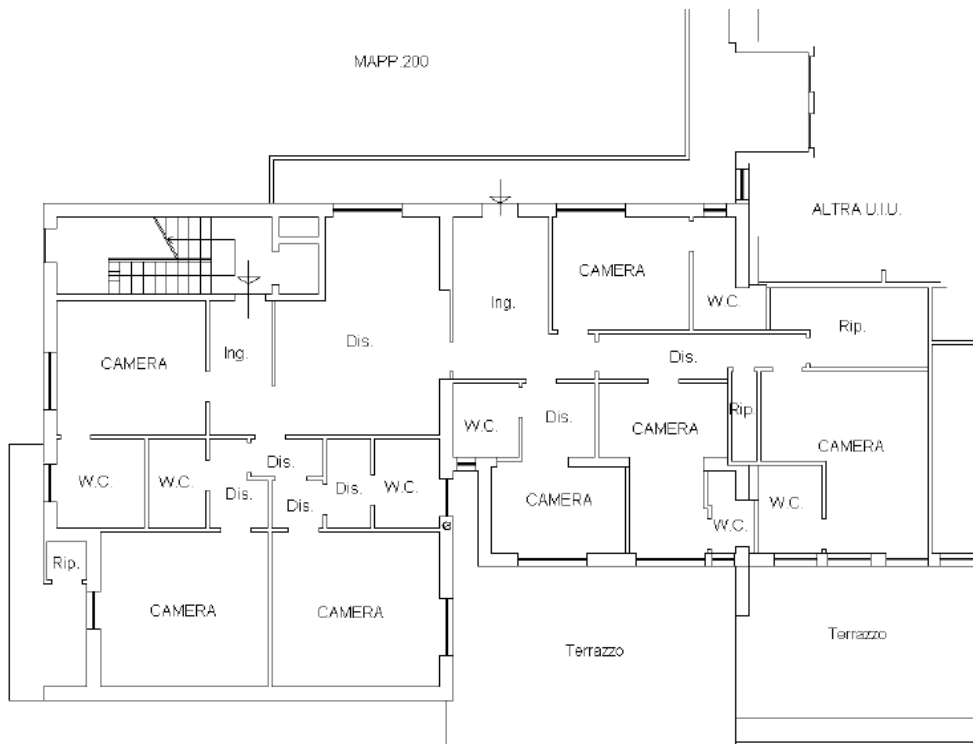 MAPP.200
ALTRA U.I.U.
CAMERA
W.C.
Ing.
Rip.
Dis.
Ing.
Dis.
CAMERA
Dis.
Rip.
W.C.
CAMERA
CAMERA
Dis.
W.C.
W.C.
Dis.
Dis.
W.C.
Dis.
CAMERA
W.C.
W.C.
Rip.
CAMERA
CAMERA
Terrazzo
Terrazzo